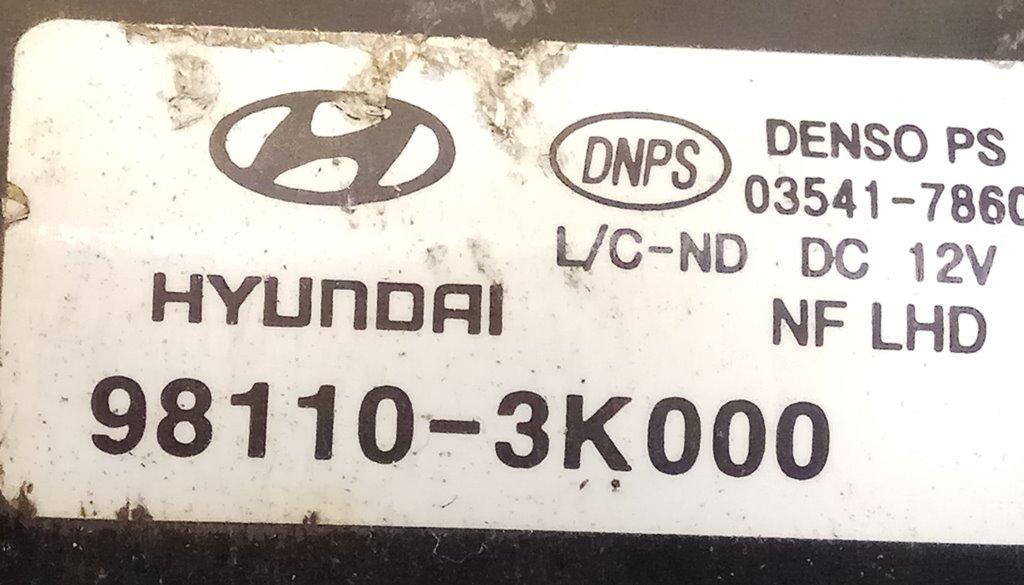 DNPS
DENSO PS
03541-7860
L/C-ND DC 12V
HYUNDAI
NF LHD
98110-3K000